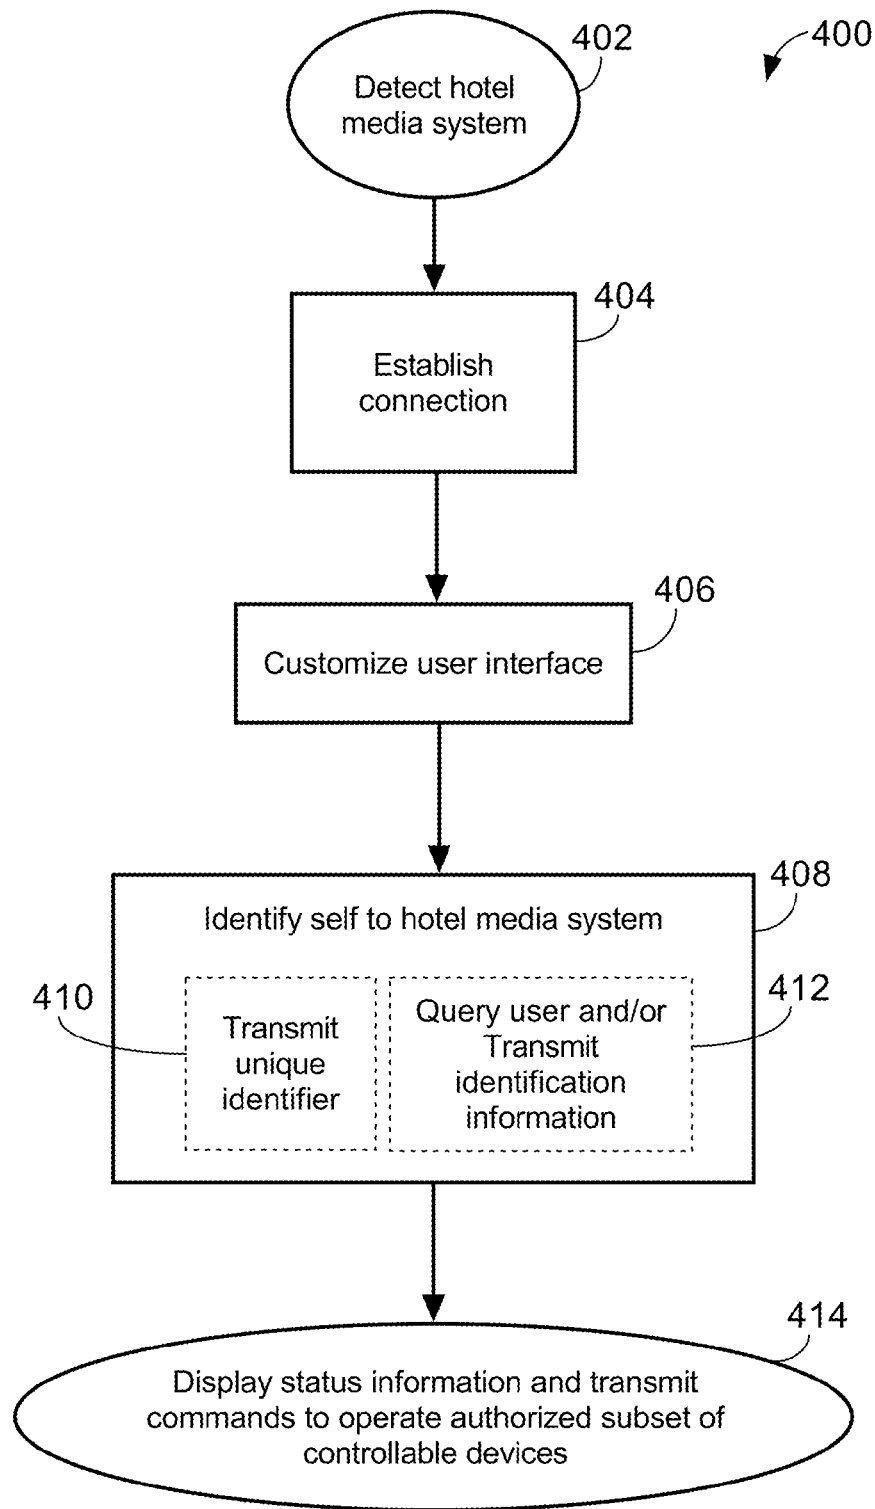 402
400
Detect hotel
media system
404
Establish
connection
406
Customize user interface
408
Identify self to hotel media system
410
412
Transmit
unique
identifier
Query user and/or
Transmit
identification
information
414
Display status information and transmit
commands to operate authorized subset of
controllable devices